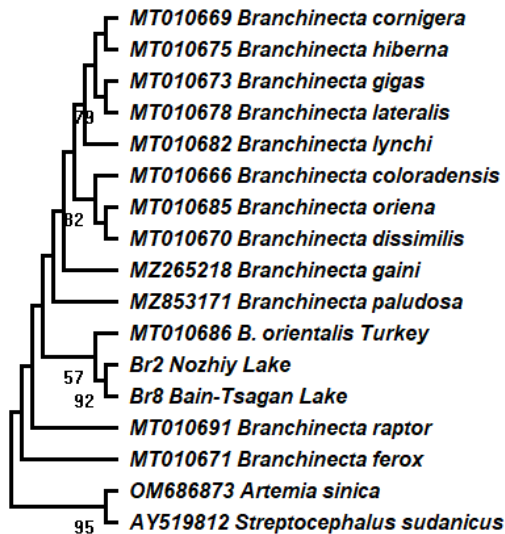 MT010669 Branchinecta cornigera
MT010675 Branchinecta hiberna
MT010673 Branchinecta gigas
MT010678 Branchinecta lateralis
79
MT010682 Branchinecta lynchi
MT010666 Branchinecta coloradensis
MT010685 Branchinecta oriena
82
MT010670 Branchinecta dissimilis
MZ265218 Branchinecta gaini
MZ853171 Branchinecta paludosa
MT010686 B. orientalis Turkey
Br2 Nozhiy Lake
57
Br8 Bain-Tsagan Lake
92
MT010691 Branchinecta raptor
MT010671 Branchinecta ferox
OM686873 Artemia sinica
AY519812 Streptocephalus sudanicus
95